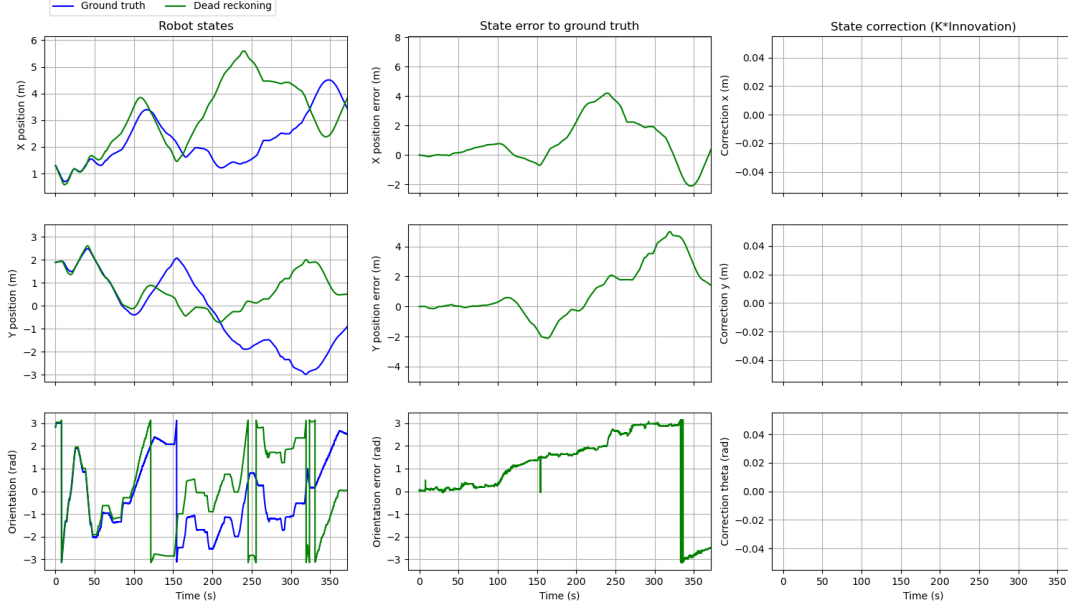 Ground truth
Dead reckoning
Robot states
State error to ground truth
State correction (K*Innovation)
X position (m)
6
5
4
3
2
1
X position error (m)
8
6
4
2
0
−2
Correction x (m)
0.04
0.02
0.00
−0.02
−0.04
Y position (m)
3
2
1
0
−1
−2
−3
Y position error (m)
4
2
0
−2
−4
Correction y (m)
0.04
0.02
0.00
−0.02
−0.04
Orientation (rad)
3
2
1
0
−1
−2
−3
0 50 100 150 200 250 300 350
Time (s)
Orientation error (rad)
3
2
1
0
−1
−2
−3
0 50 100 150 200 250 300 350
Time (s)
Correction theta (rad)
0.04
0.02
0.00
−0.02
−0.04
0 50 100 150 200 250 300 350
Time (s)